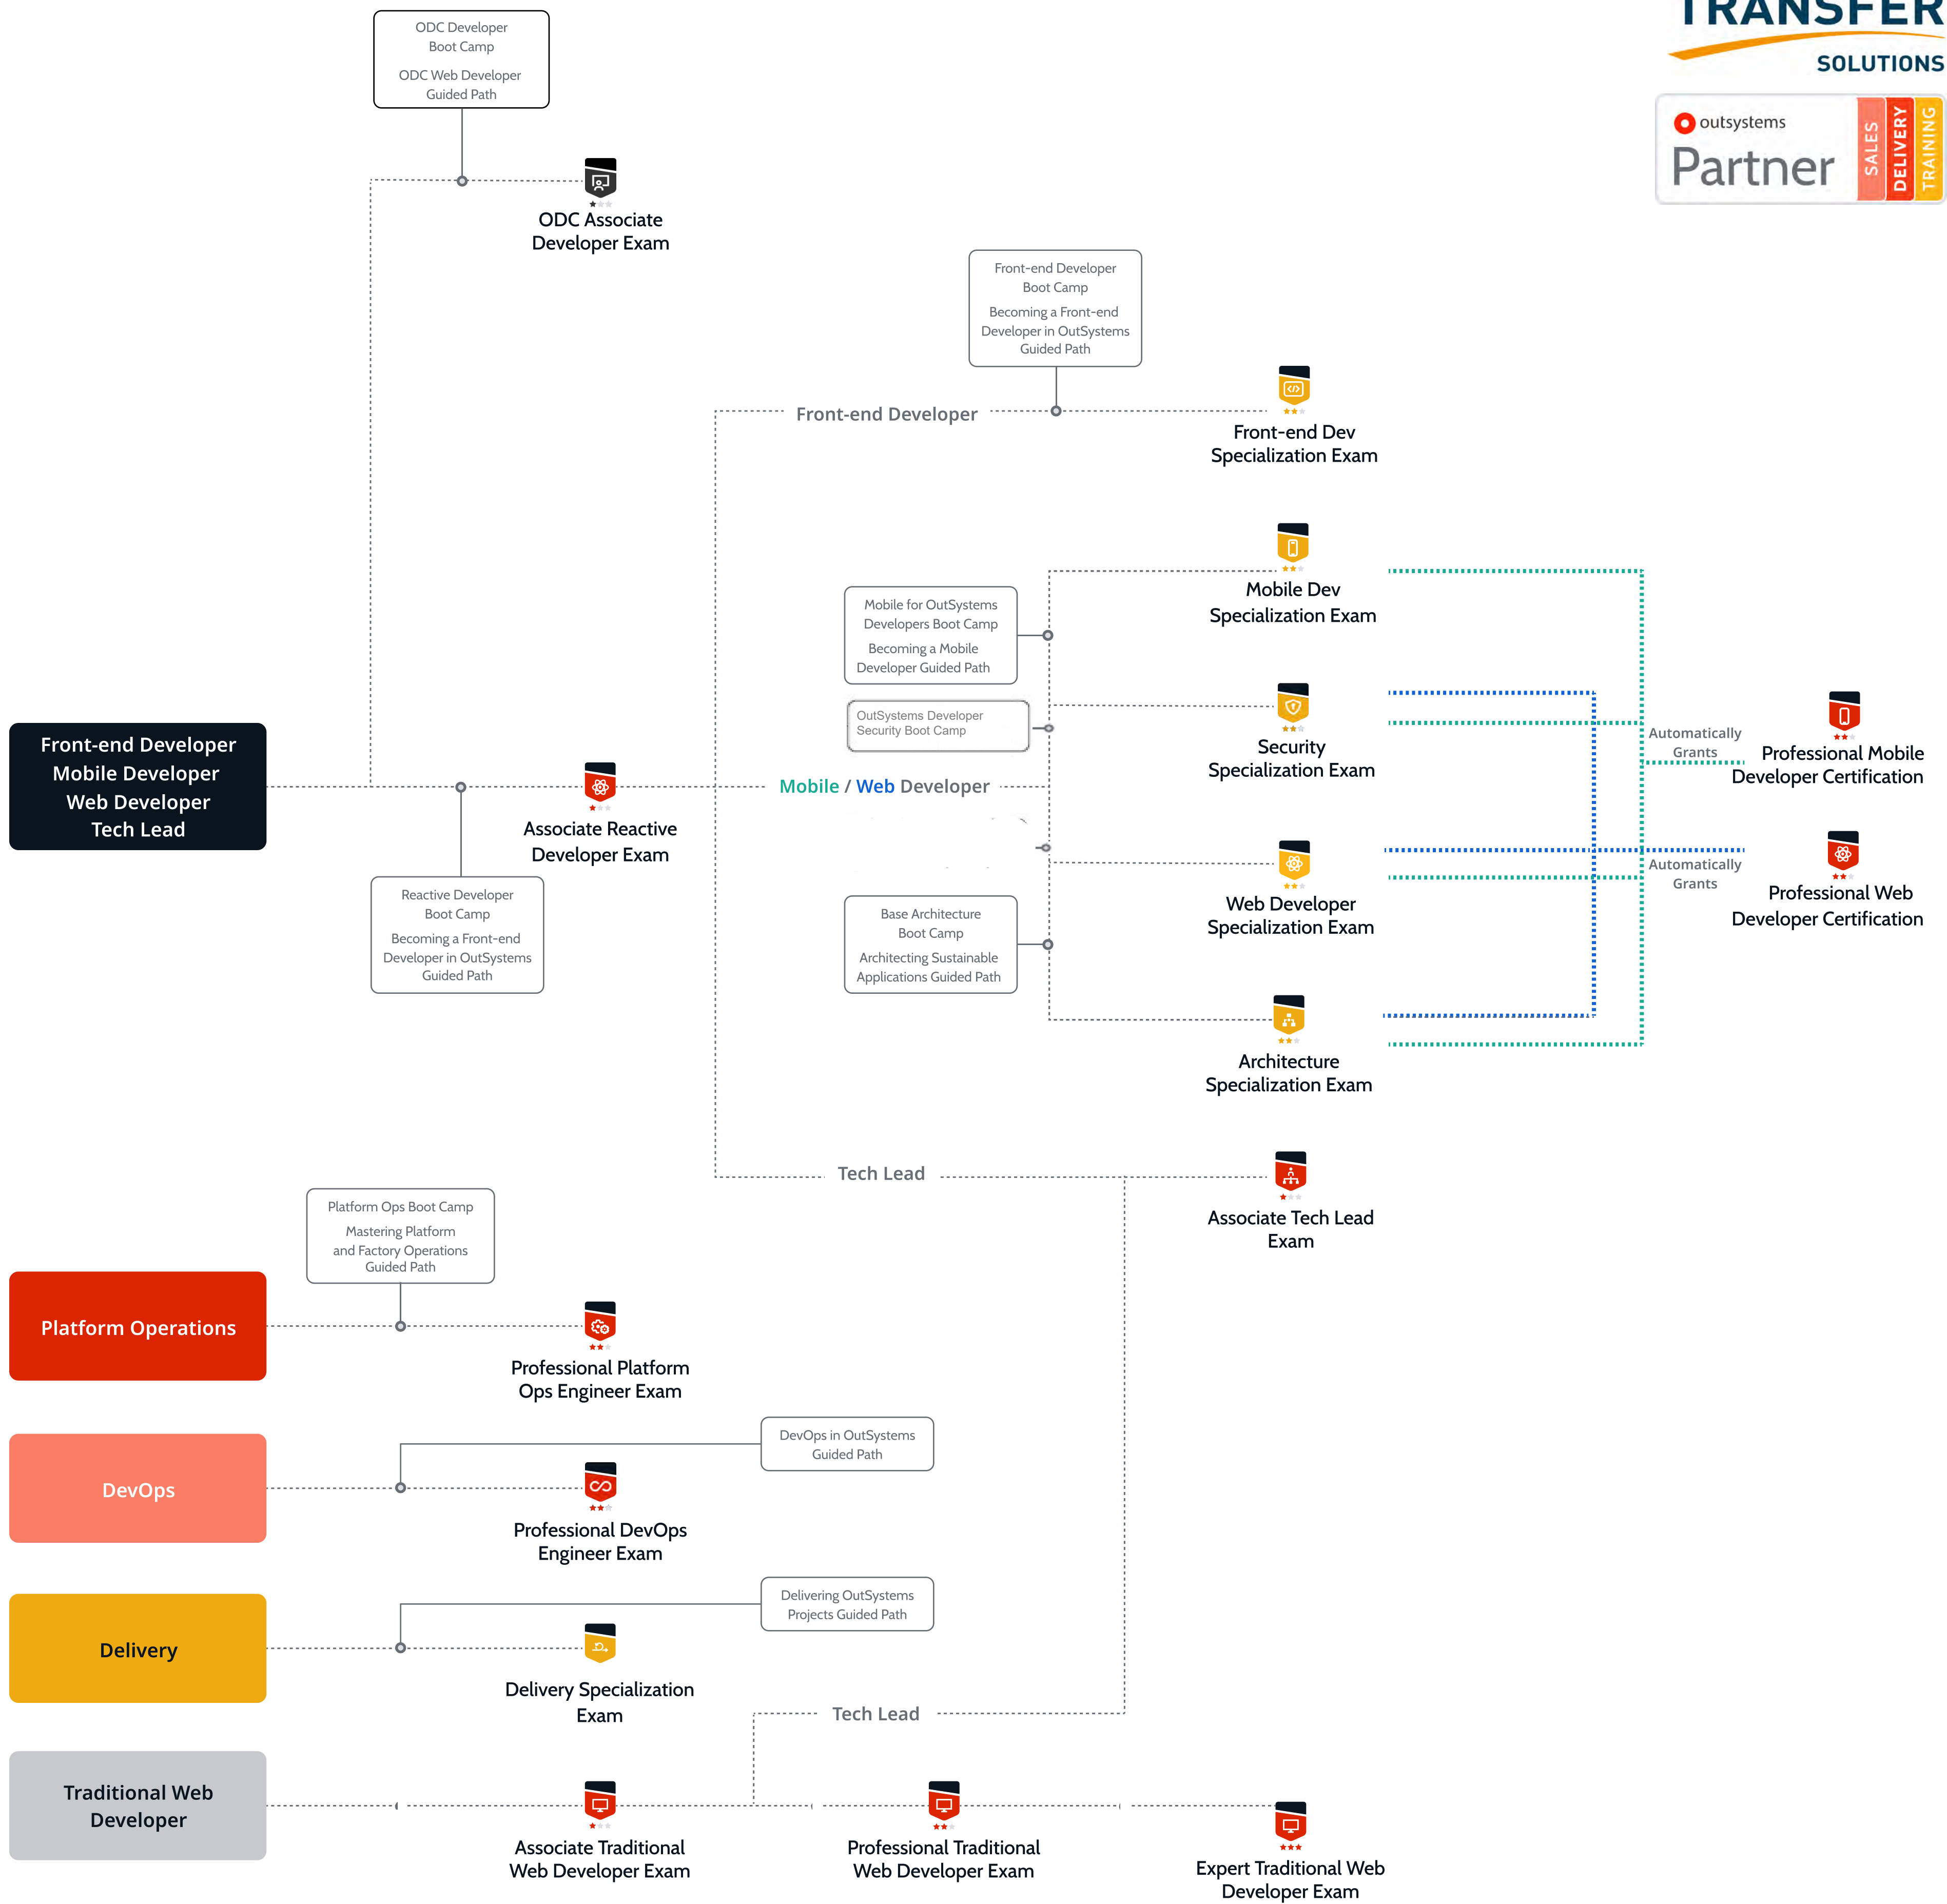 TRANSFER
SOLUTIONS
outsystems
Partner
SALES
DELIVERY
TRAINING
ODC Developer
Boot Camp
ODC Web Developer
Guided Path
ODC Associate
Developer Exam
Front-end Developer
Boot Camp
Becoming a Front-end
Developer in OutSystems
Guided Path
Front-end Developer
Front-end Dev
Specialization Exam
Mobile for OutSystems
Developers Boot Camp
Becoming a Mobile
Developer Guided Path
Mobile Dev
Specialization Exam
OutSystems Developer
Security Boot Camp
Security
Specialization Exam
Automatically
Grants
Professional Mobile
Developer Certification
Front-end Developer
Mobile Developer
Web Developer
Tech Lead
Associate Reactive
Developer Exam
Mobile / Web Developer
Reactive Developer
Boot Camp
Becoming a Front-end
Developer in OutSystems
Guided Path
Web Developer
Specialization Exam
Automatically
Grants
Professional Web
Developer Certification
Base Architecture
Boot Camp
Architecting Sustainable
Applications Guided Path
Architecture
Specialization Exam
Tech Lead
Associate Tech Lead
Exam
Platform Ops Boot Camp
Mastering Platform
and Factory Operations
Guided Path
Platform Operations
Professional Platform
Ops Engineer Exam
DevOps in OutSystems
Guided Path
DevOps
Professional DevOps
Engineer Exam
Delivering OutSystems
Projects Guided Path
Delivery
Delivery Specialization
Exam
Tech Lead
Traditional Web
Developer
Associate Traditional
Web Developer Exam
Professional Traditional
Web Developer Exam
Expert Traditional Web
Developer Exam